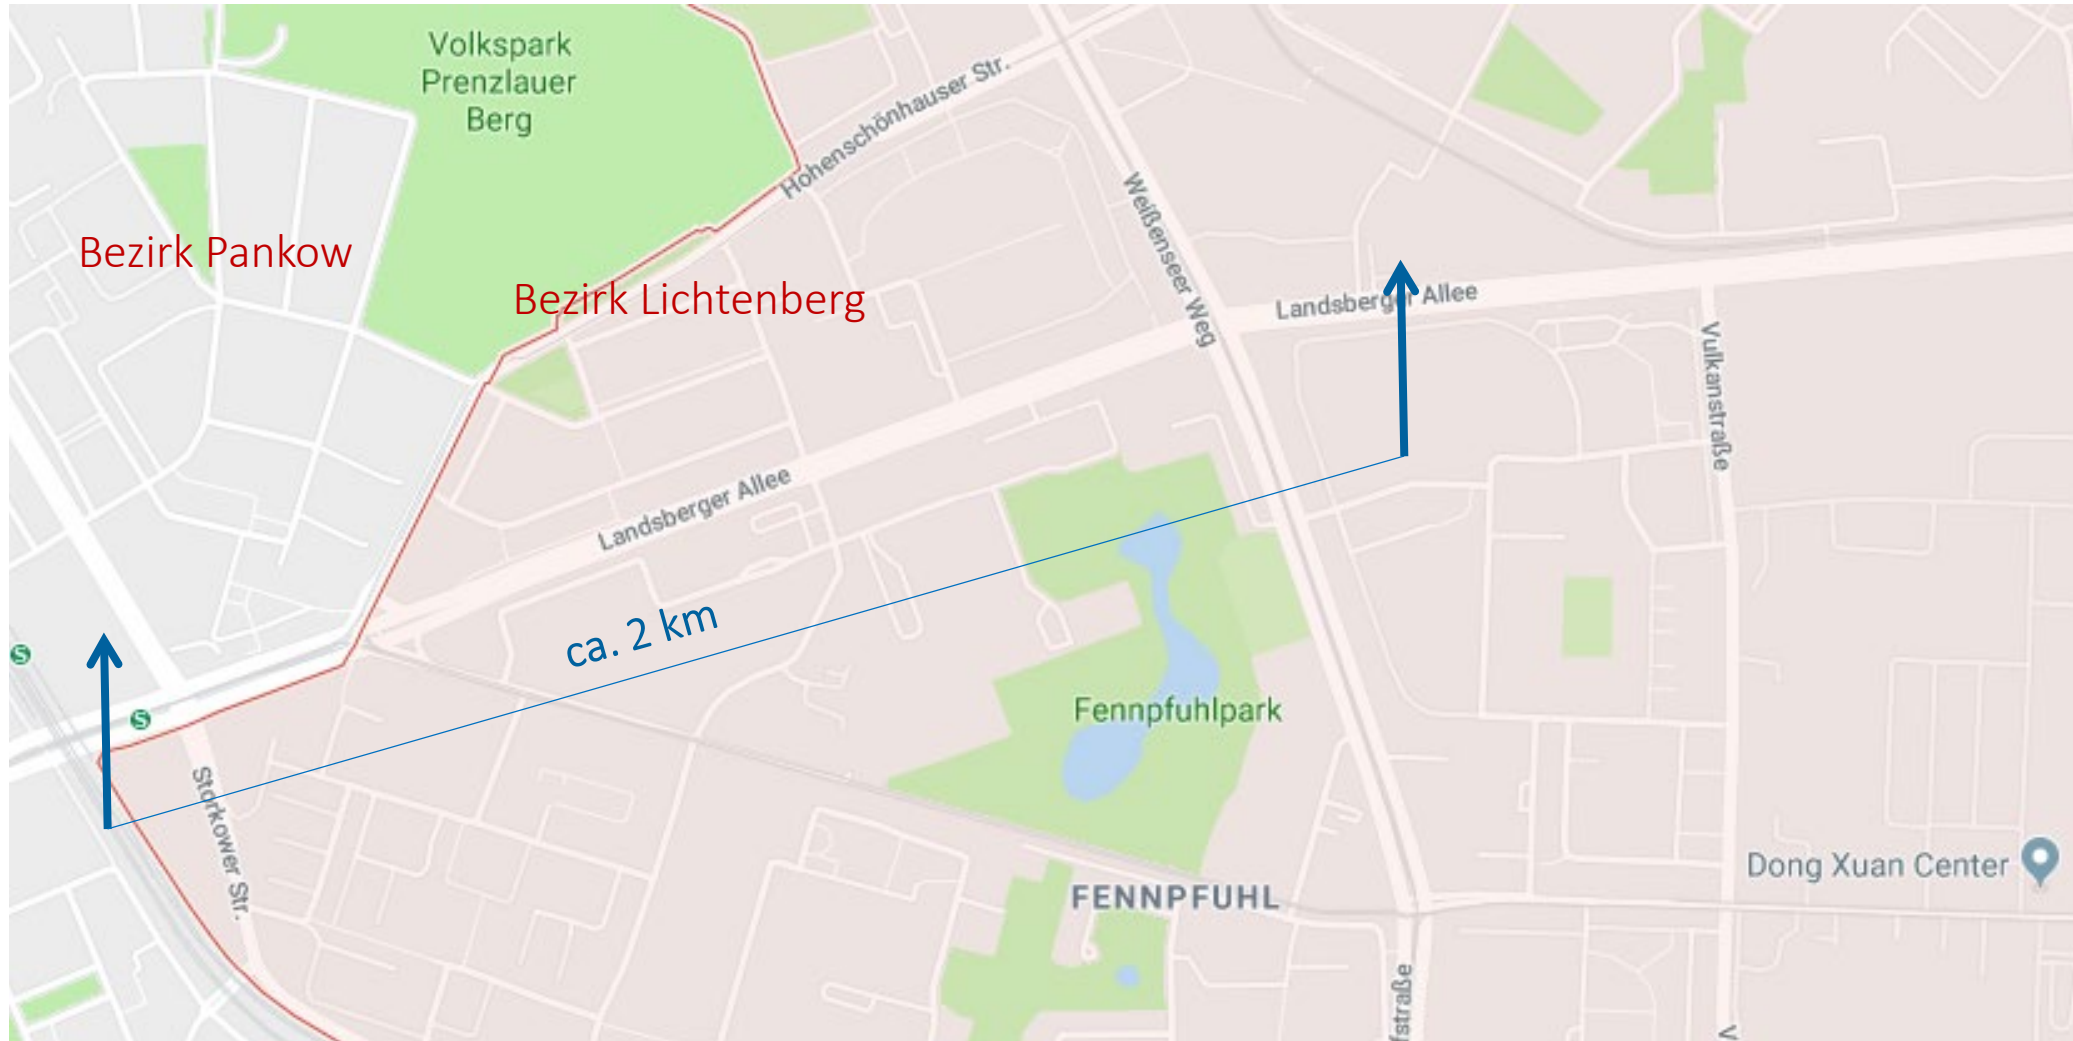 Volkspark
Prenzlauer
Berg
Hohenschönhauser Str.
Weißenseer Weg
Bezirk Pankow
Bezirk Lichtenberg
Landsberger Allee
Vulkanstraße
Landsberger Allee
ca. 2 km
S
S
Fennpfuhlpark
Storkower Str.
Dong Xuan Center
FENNPFUHL
fstraße
V